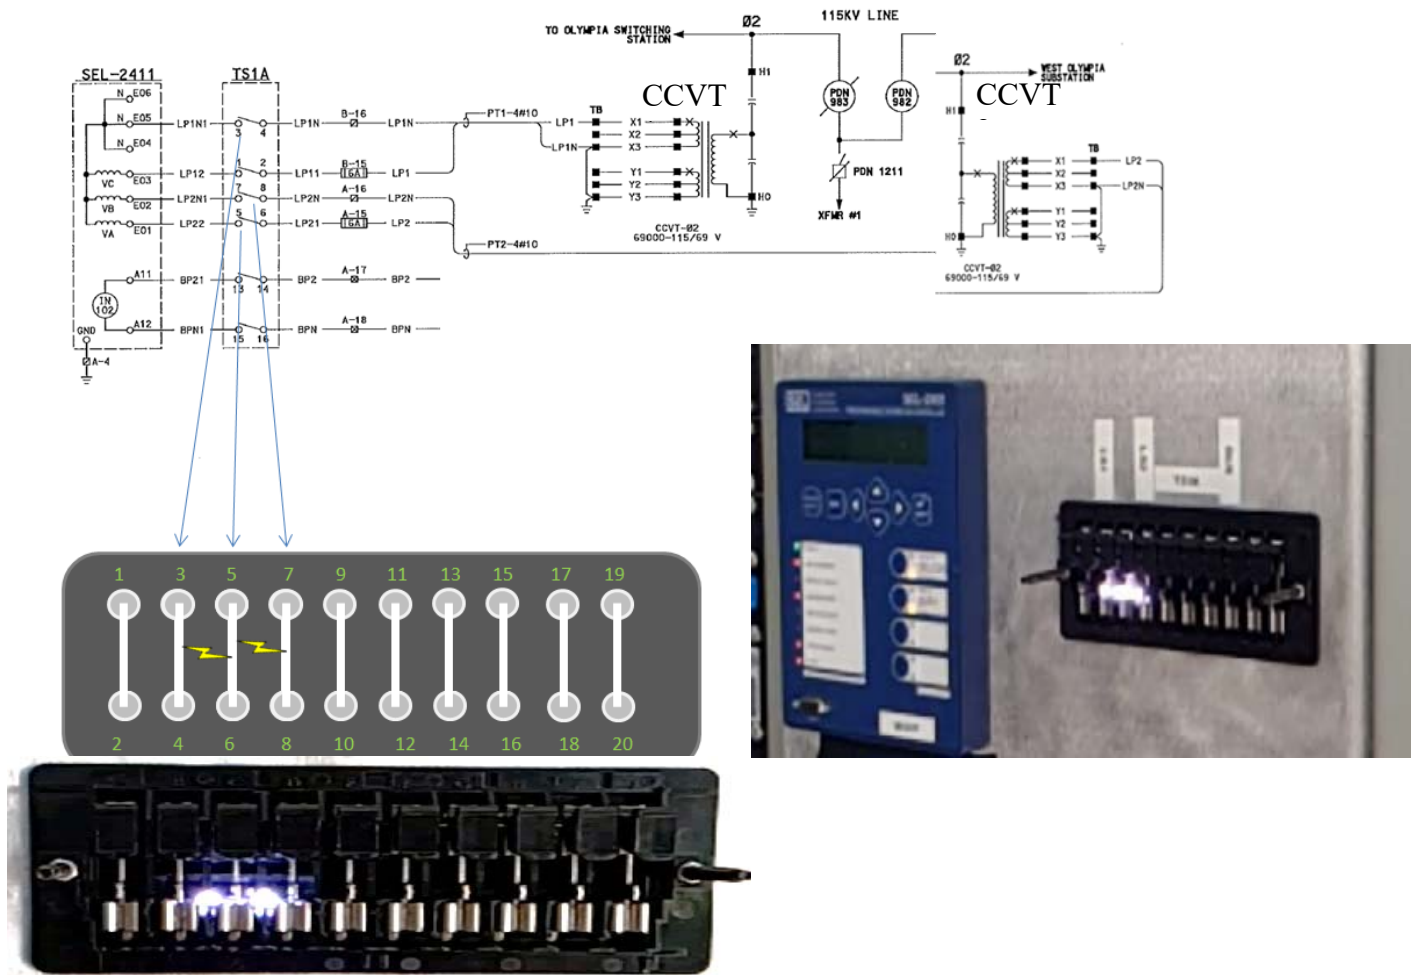 115KV LINE
Ø2
TO OLYMPIA SWITCHING
STATION
Ø2
WEST OLYMPIA
SUBSTATION
SEL-2411
TS1A
H1
CCVT
PDN
983
PDN
982
H1
CCVT
N E06
N E05
LP1N1
3
4
LP1N
B-16
LP1N
PT1-4#10
TB
LP1
X1
X2
LP1N
X3
N E04
VC
E03
LP12
1
2
LP11
B-15
6A
LP1
PDN 1211
Y1
Y2
Y3
H0
VB
E02
LP2N1
7
8
LP2N
A-16
LP2N
VA
E01
LP22
5
6
LP21
A-15
6A
LP2
XFMR #1
CCVT-Ø2
69000-115/69 V
PT2-4#10
TB
X1
LP2
X2
X3
LP2N
Y1
Y2
H0
Y3
CCVT-Ø2
69000-115/69 V
A11
BP21
13
14
BP2
A-17
BP2
IN
102
A12
BPN1
15
16
BPN
A-18
BPN
GND
A-4
1 3 5 7 9 11 13 15 17 19
2 4 6 8 10 12 14 16 18 20